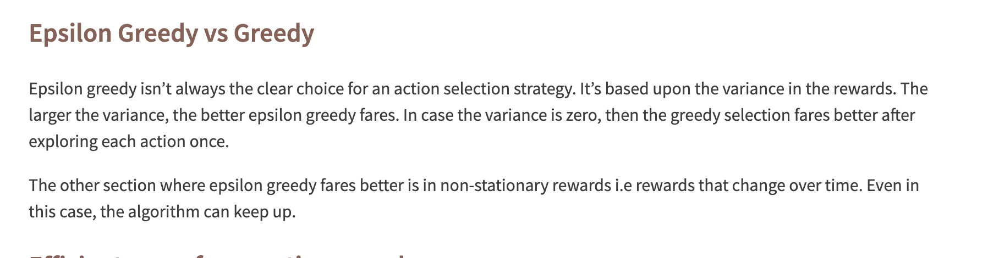 Epsilon Greedy vs Greedy
Epsilon greedy isn’t always the clear choice for an action selection strategy. It’s based upon the variance in the rewards. The
larger the variance, the better epsilon greedy fares. In case the variance is zero, then the greedy selection fares better after
exploring each action once.
The other section where epsilon greedy fares better is in non-stationary rewards i.e rewards that change over time. Even in
this case, the algorithm can keep up.